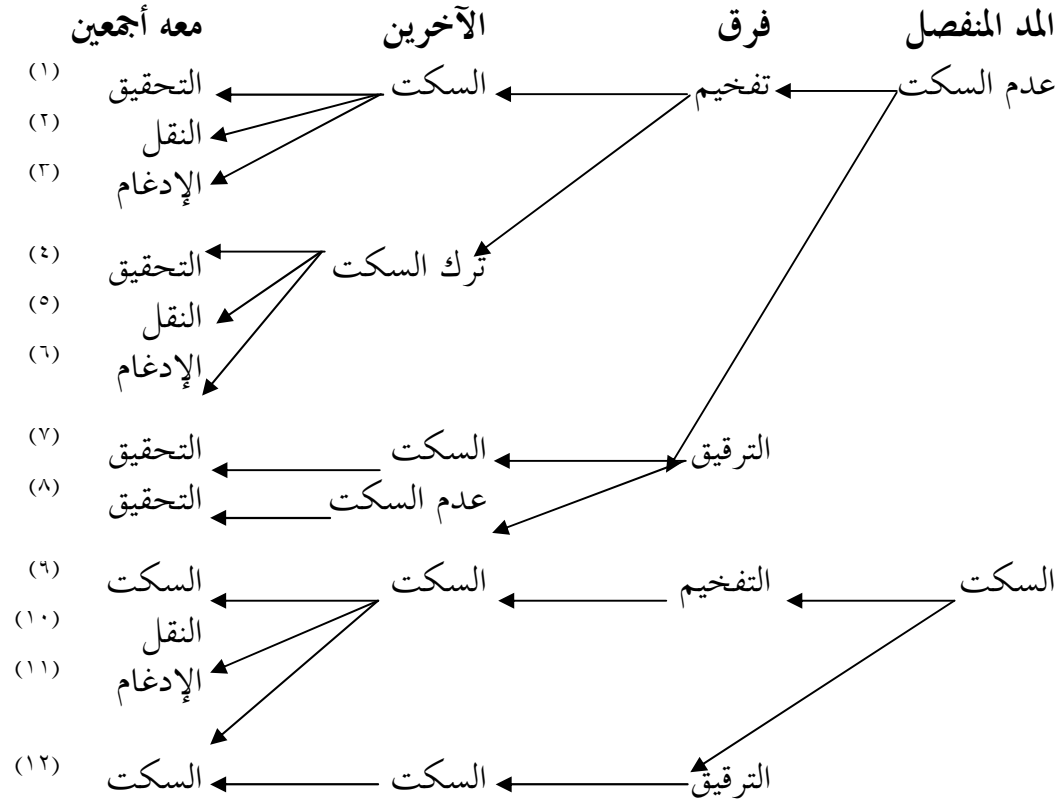 المد المنفصل فرق الآخرين معه أجمعين
عدم السكت تفخيم السكت التحقيق (١)
النقل (٢)
الإدغام (٣)
ترك السكت التحقيق (٤)
النقل (٥)
الإدغام (٦)
الترقيق السكت التحقيق (٧)
عدم السكت التحقيق (٨)
السكت التفخيم السكت السكت (٩)
النقل (١٠)
الإدغام (١١)
الترقيق السكت السكت (١٢)